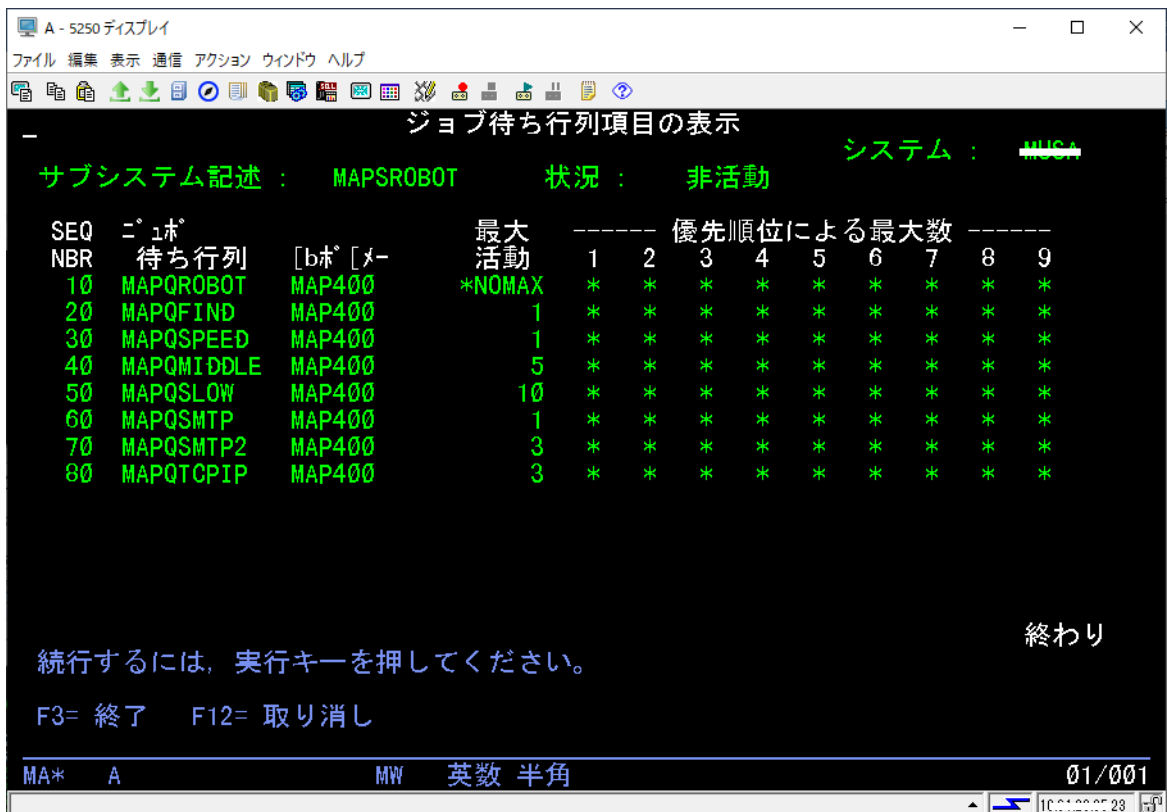 A - 5250 ディスプレイ
ファイル 編集 表示 通信 アクション ウィンドウ ヘルプ
ジョブ待ち行列項目の表示
システム :
サブシステム記述 : MAPSROBOT 状況 : 非活動
SEQ ﾆﾞｭﾎﾞ 最大 ------ 優先順位による最大数 ------
NBR 待ち行列 [bﾎﾞ[ﾒｰ 活動 1 2 3 4 5 6 7 8 9
10 MAPQROBOT MAP400 *NOMAX * * * * * * * * *
20 MAPQFIND MAP400 1 * * * * * * * * *
30 MAPQSPEED MAP400 1 * * * * * * * * *
40 MAPQMIDDLE MAP400 5 * * * * * * * * *
50 MAPQSLOW MAP400 10 * * * * * * * * *
60 MAPQSMTP MAP400 1 * * * * * * * * *
70 MAPQSMTP2 MAP400 3 * * * * * * * * *
80 MAPQTCPIP MAP400 3 * * * * * * * * *
終わり
続行するには, 実行キーを押してください。
F3= 終了 F12= 取り消し
MA* A MW 英数 半角 01/001